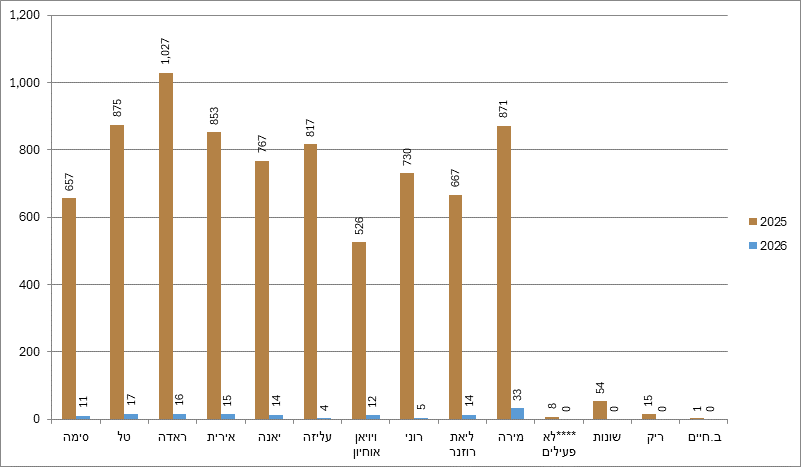 1,200
1,000
800
600
400
200
0
657
11
875
17
1,027
16
853
15
767
14
817
4
526
12
730
5
667
14
871
33
8
0
54
0
15
0
1
0
סימה
טל
ראדה
אירית
יאנה
עליזה
ויויאן
אוחיון
רוני
ליאת
רוזנר
מירה
****לא
פעילים
שונות
ריק
ב.חיים
2025
2026